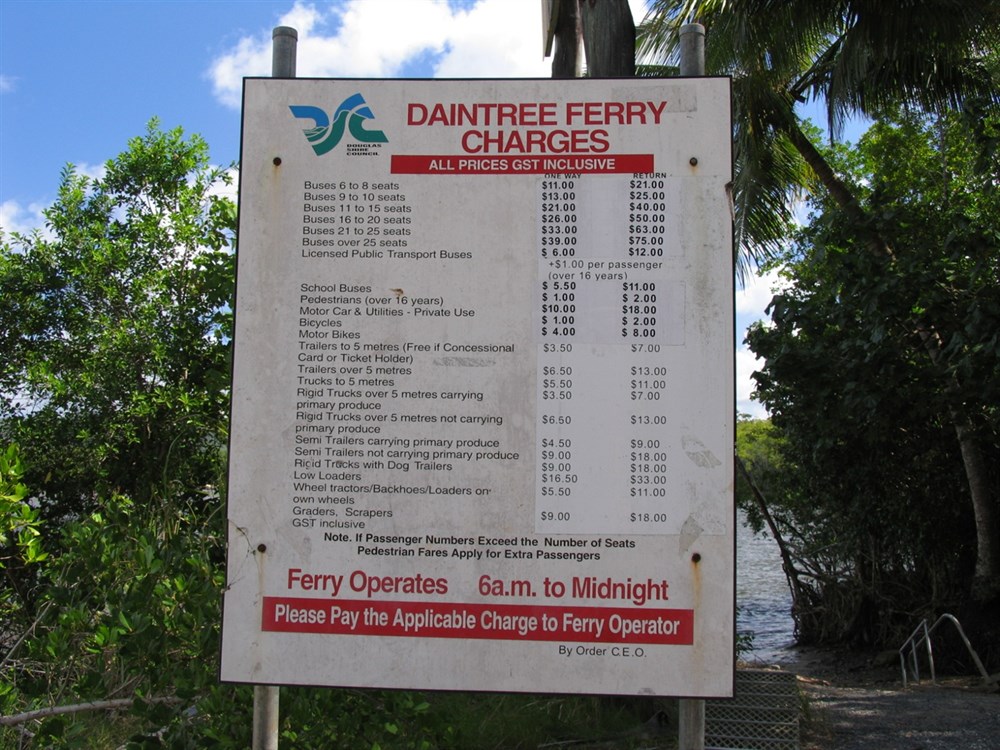 DOUGLAS
SHIRE
COUNCIL
DAINTREE FERRY
CHARGES
ALL PRICES GST INCLUSIVE
ONE WAY RETURN
Buses 6 to 8 seats $11.00 $21.00
Buses 9 to 10 seats $13.00 $25.00
Buses 11 to 15 seats $21.00 $40.00
Buses 16 to 20 seats $26.00 $50.00
Buses 21 to 25 seats $33.00 $63.00
Buses over 25 seats $39.00 $75.00
Licensed Public Transport Buses $ 6.00 $12.00
+$1.00 per passenger
(over 16 years)
School Buses $ 5.50 $11.00
Pedestrians (over 16 years) $ 1.00 $ 2.00
Motor Car & Utilities - Private Use $10.00 $18.00
Bicycles $ 1.00 $ 2.00
Motor Bikes $ 4.00 $ 8.00
Trailers to 5 metres (Free if Concessional $3.50 $7.00
Card or Ticket Holder)
Trailers over 5 metres $6.50 $13.00
Trucks to 5 metres $5.50 $11.00
Rigid Trucks over 5 metres carrying $3.50 $7.00
primary produce
Rigid Trucks over 5 metres not carrying $6.50 $13.00
primary produce
Semi Trailers carrying primary produce $4.50 $9.00
Semi Trailers not carrying primary produce $9.00 $18.00
Rigid Trucks with Dog Trailers $9.00 $18.00
Low Loaders $16.50 $33.00
Wheel tractors/Backhoes/Loaders on $5.50 $11.00
own wheels
Graders, Scrapers $9.00 $18.00
GST inclusive
Note. If Passenger Numbers Exceed the Number of Seats
Pedestrian Fares Apply for Extra Passengers
Ferry Operates 6a.m. to Midnight
Please Pay the Applicable Charge to Ferry Operator
By Order C.E.O.